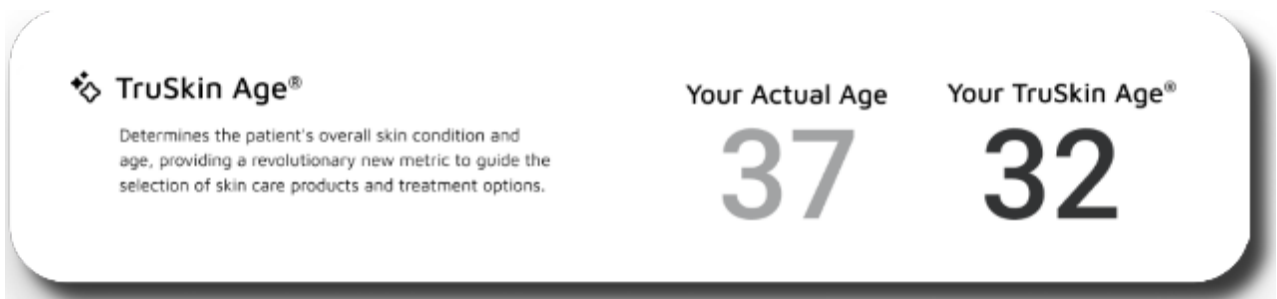 TruSkin Age®
Determines the patient's overall skin condition and
age, providing a revolutionary new metric to guide the
selection of skin care products and treatment options.
Your Actual Age
37
Your TruSkin Age®
32